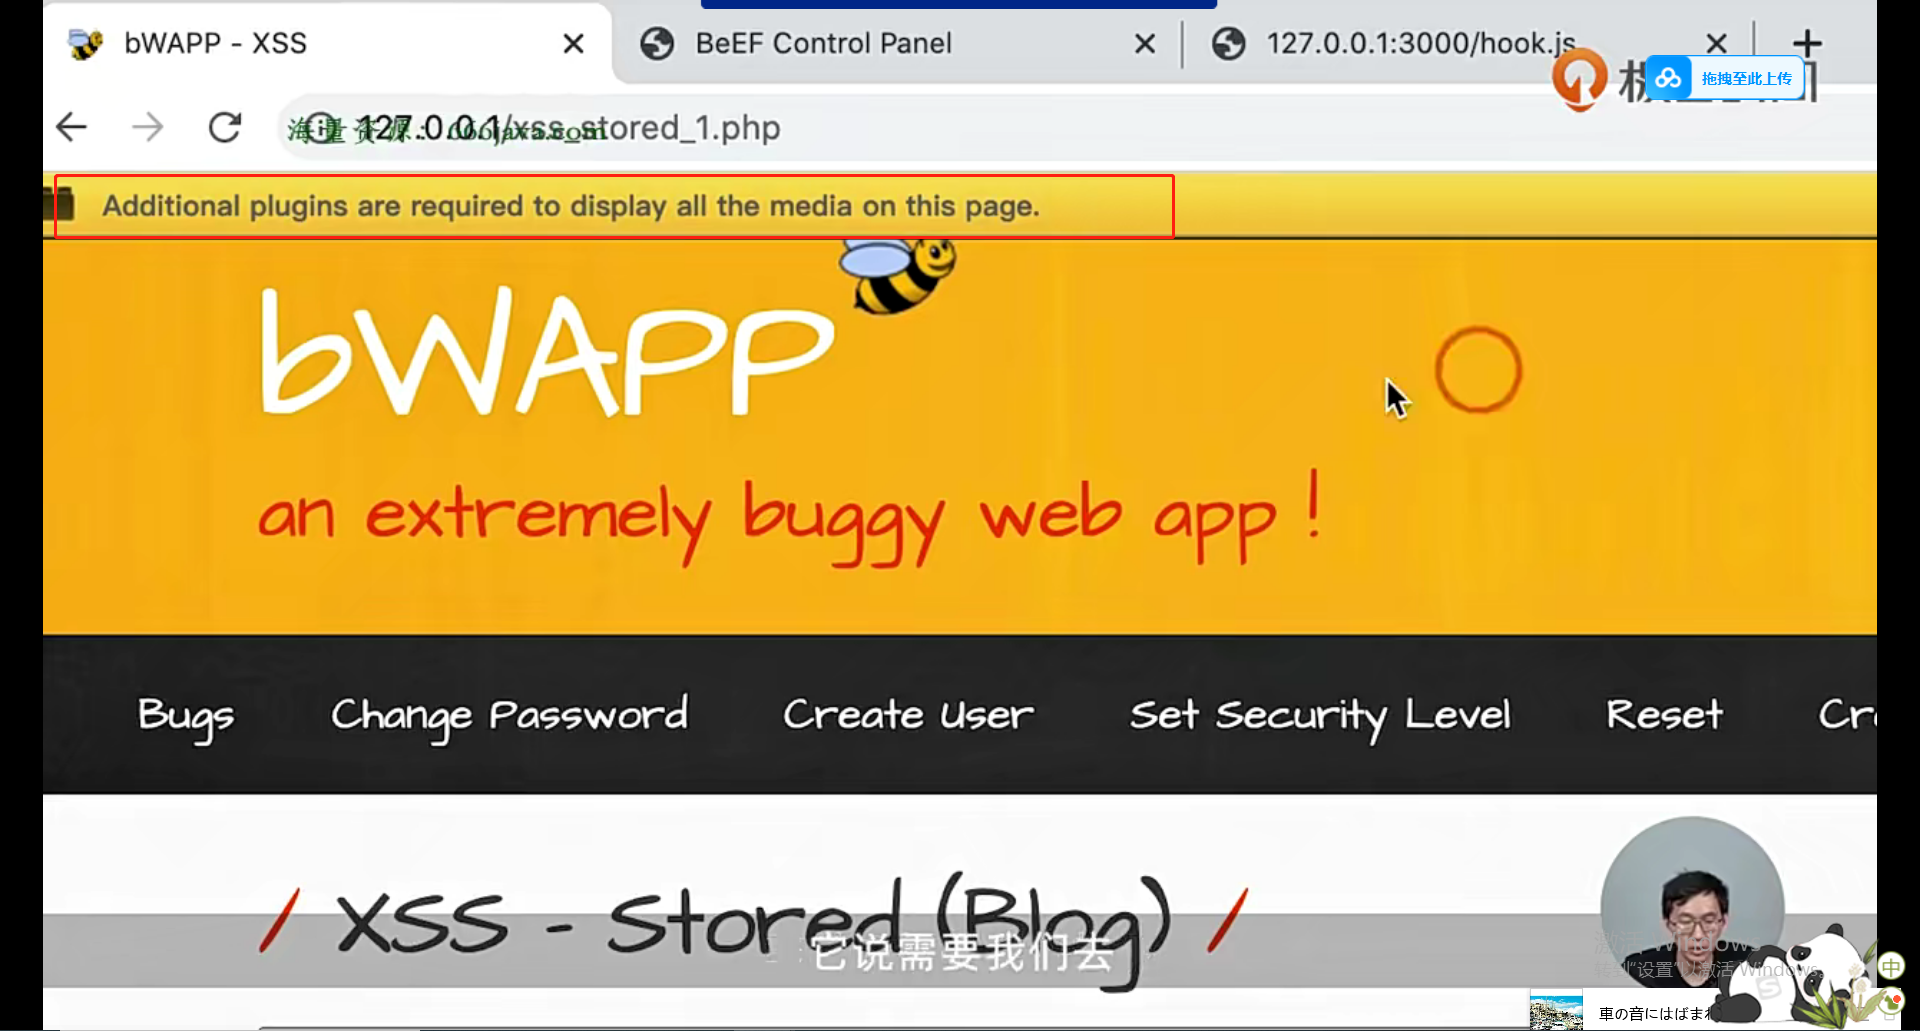 bWAPP - XSS
BeEF Control Panel
127.0.0.1:3000/hook.js
拖拽至此上传
127.0.0.1/xss_stored_1.php
海量资源：666java.com
Additional plugins are required to display all the media on this page.
bWAPP
an extremely buggy web app !
Bugs
Change Password
Create User
Set Security Level
Reset
Cre
/ XSS - Stored (Blog) /
它说需要我们去
激活 Windows
转到"设置"以激活 Windows。
中
車の音にはばまれ